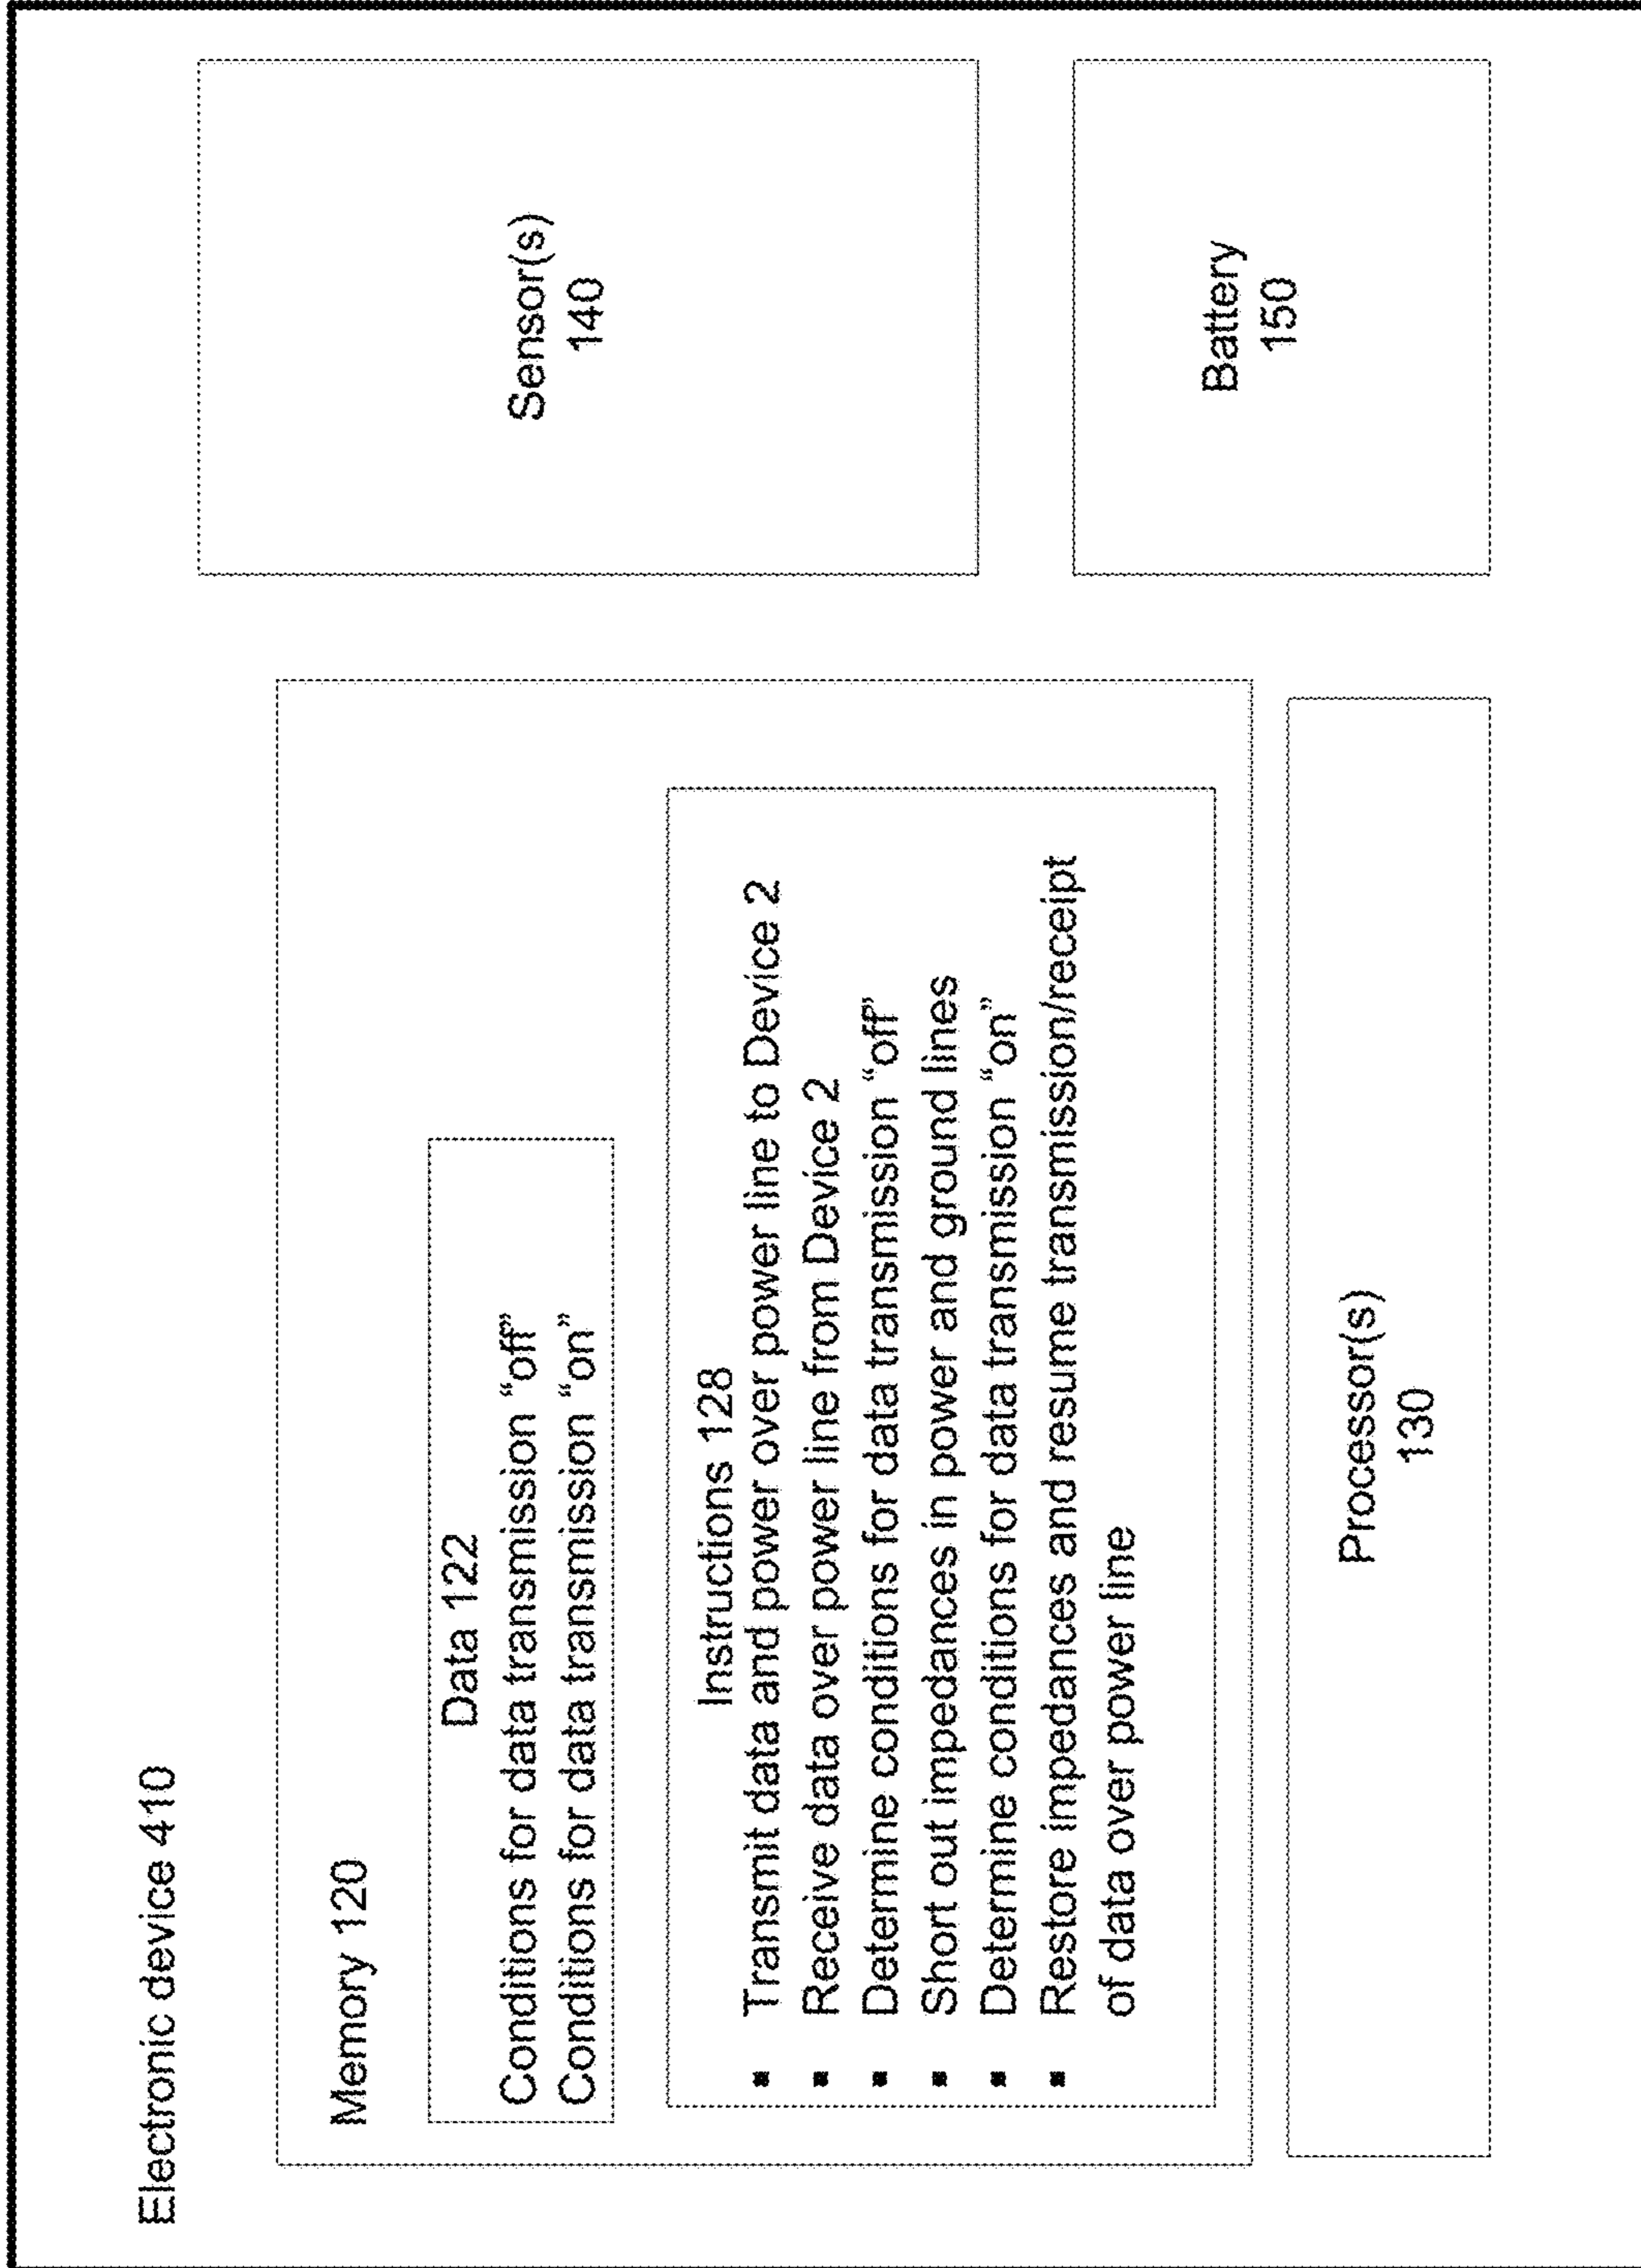 Electronic device 410
Memory 120
Data 122
Conditions for data transmission “off”
Conditions for data transmission “on”
Instructions 128
▪ Transmit data and power over power line to Device 2
▪ Receive data over power line from Device 2
▪ Determine conditions for data transmission “off”
▪ Short out impedances in power and ground lines
▪ Determine conditions for data transmission “on”
▪ Restore impedances and resume transmission/receipt
of data over power line
Processor(s)
130
Sensor(s)
140
Battery
150